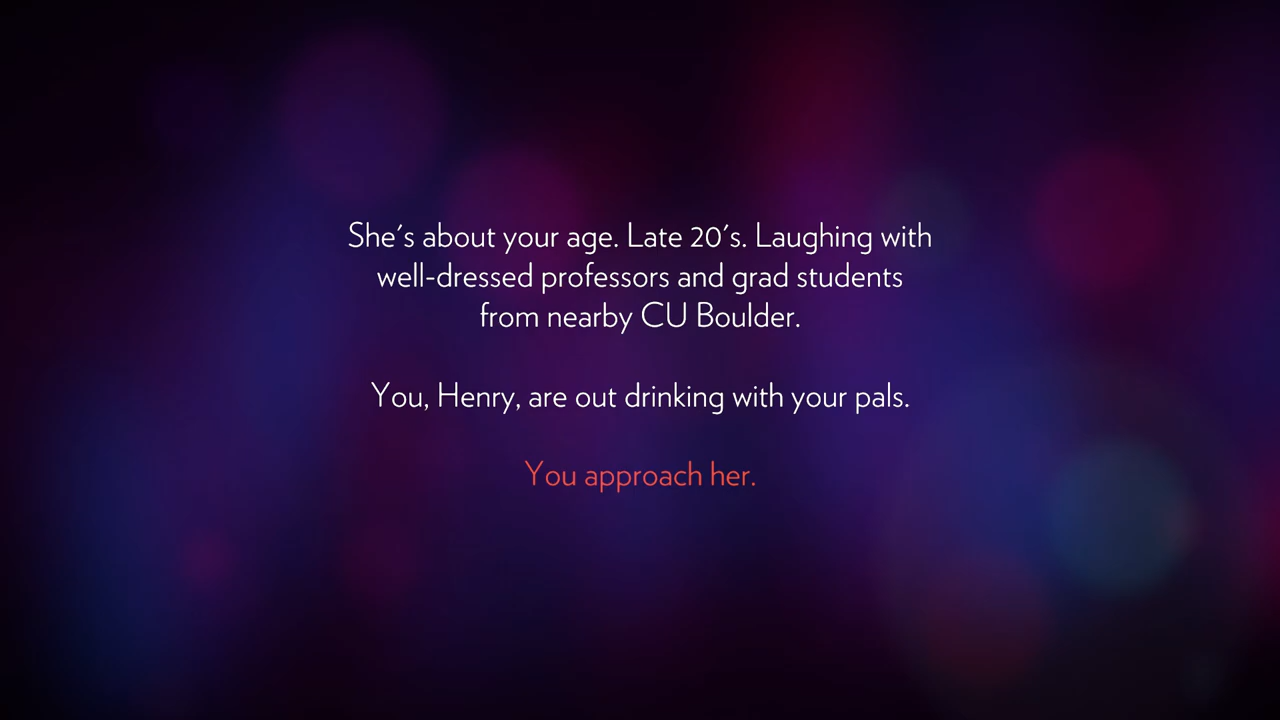 She's about your age. Late 20's. Laughing with
well-dressed professors and grad students
from nearby CU Boulder.
You, Henry, are out drinking with your pals.
You approach her.